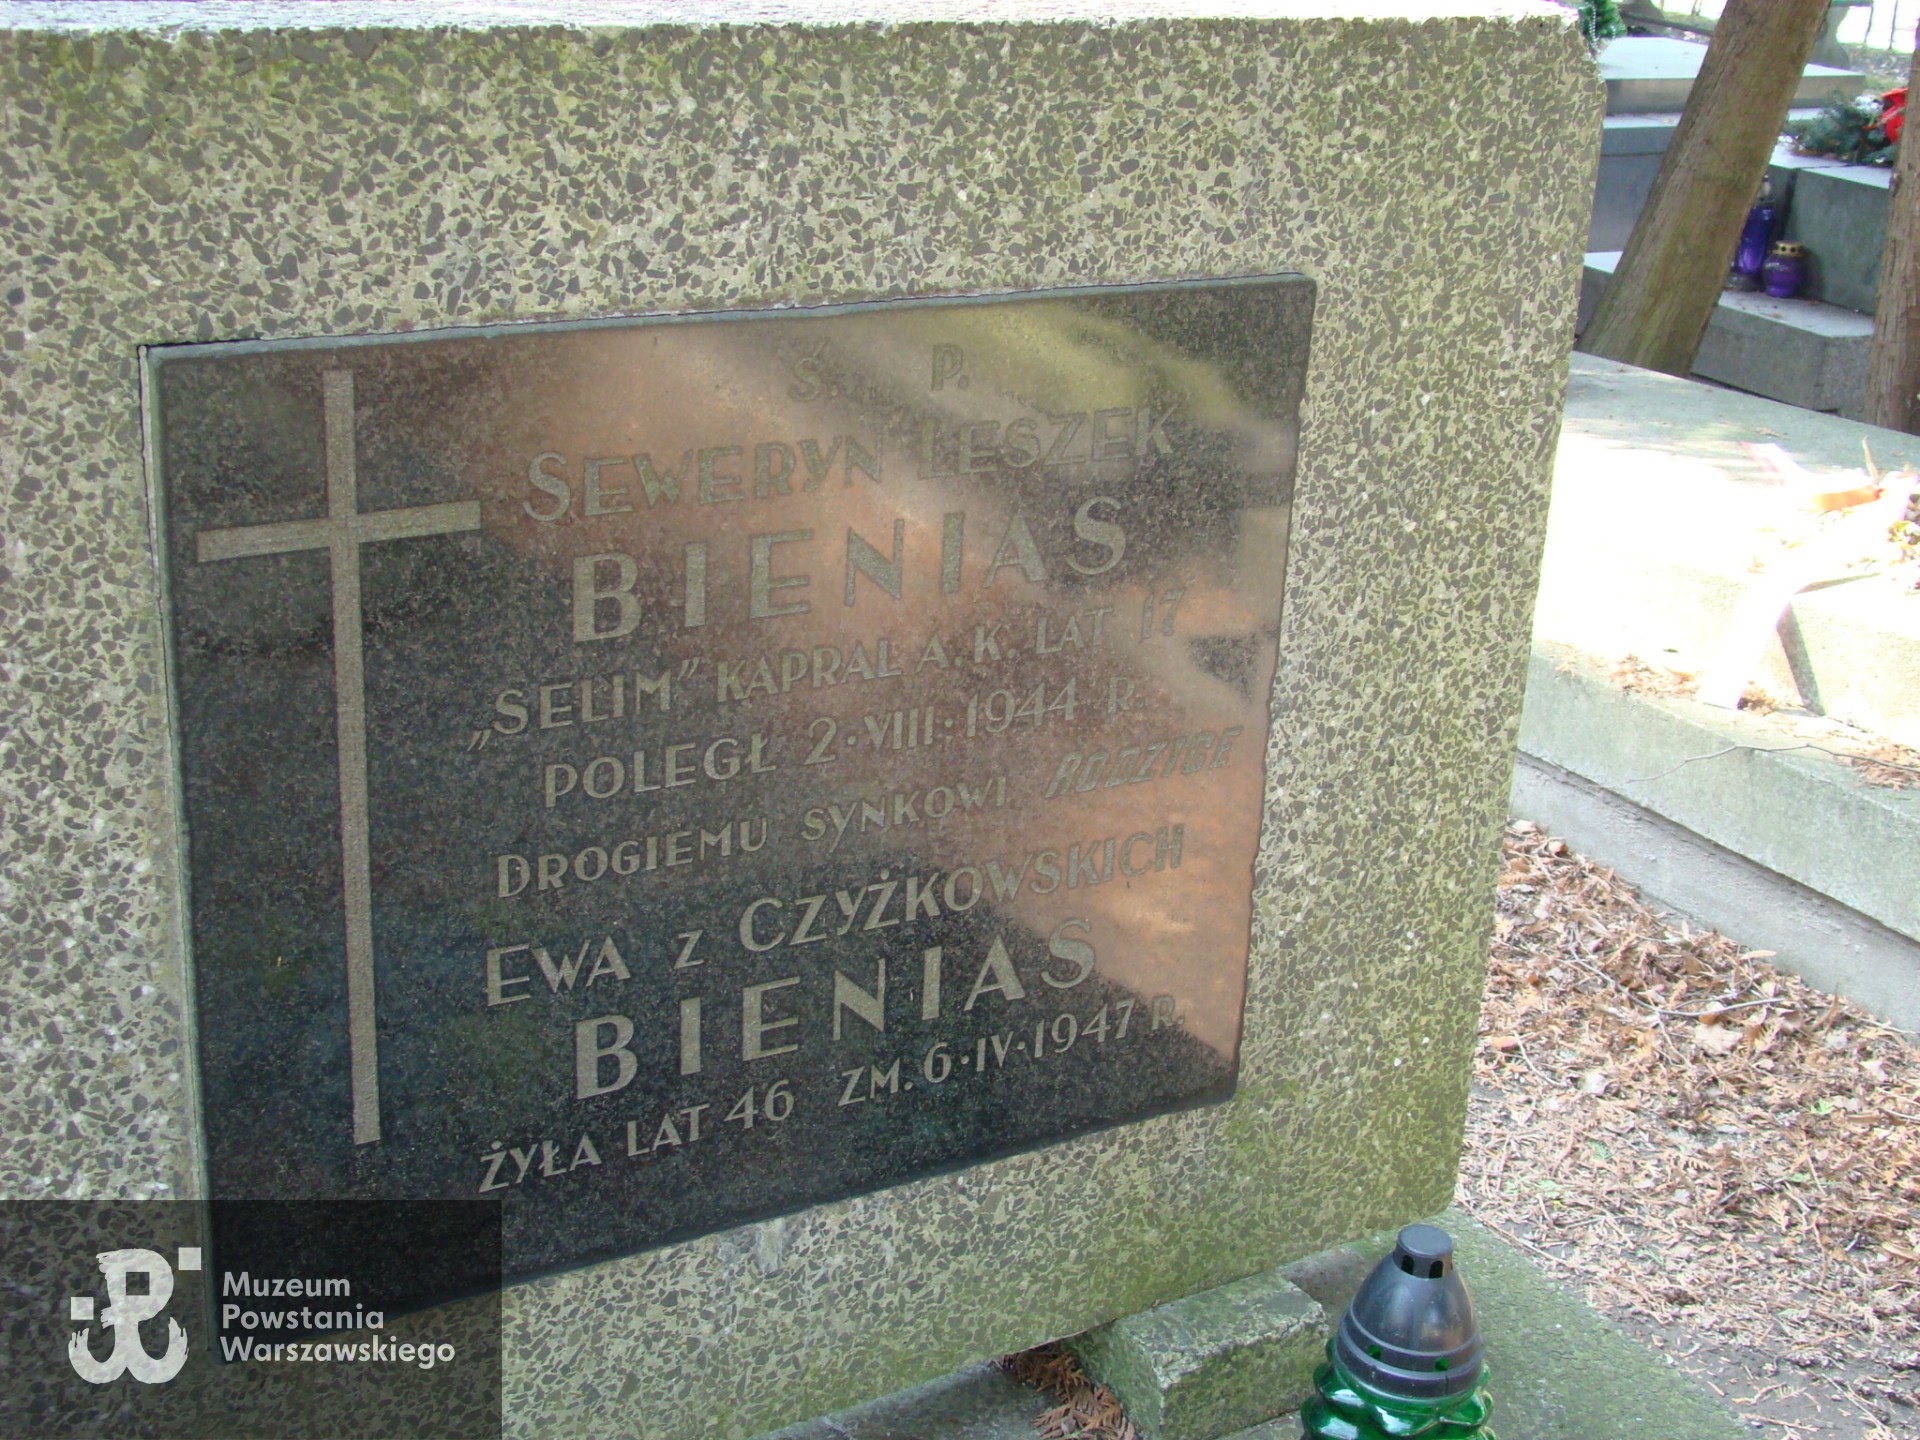 Ś. P.
SEWERYN LESZEK
BIENIAS
„SELIM” KAPRAL A.K. LAT 17
POLEGŁ 2·VIII·1944 R.
DROGIEMU SYNKOWI RODZICE
EWA z CZYŻKOWSKICH
BIENIAS
ŻYŁA LAT 46 ZM. 6·IV·1947 R.
Muzeum
Powstania
Warszawskiego